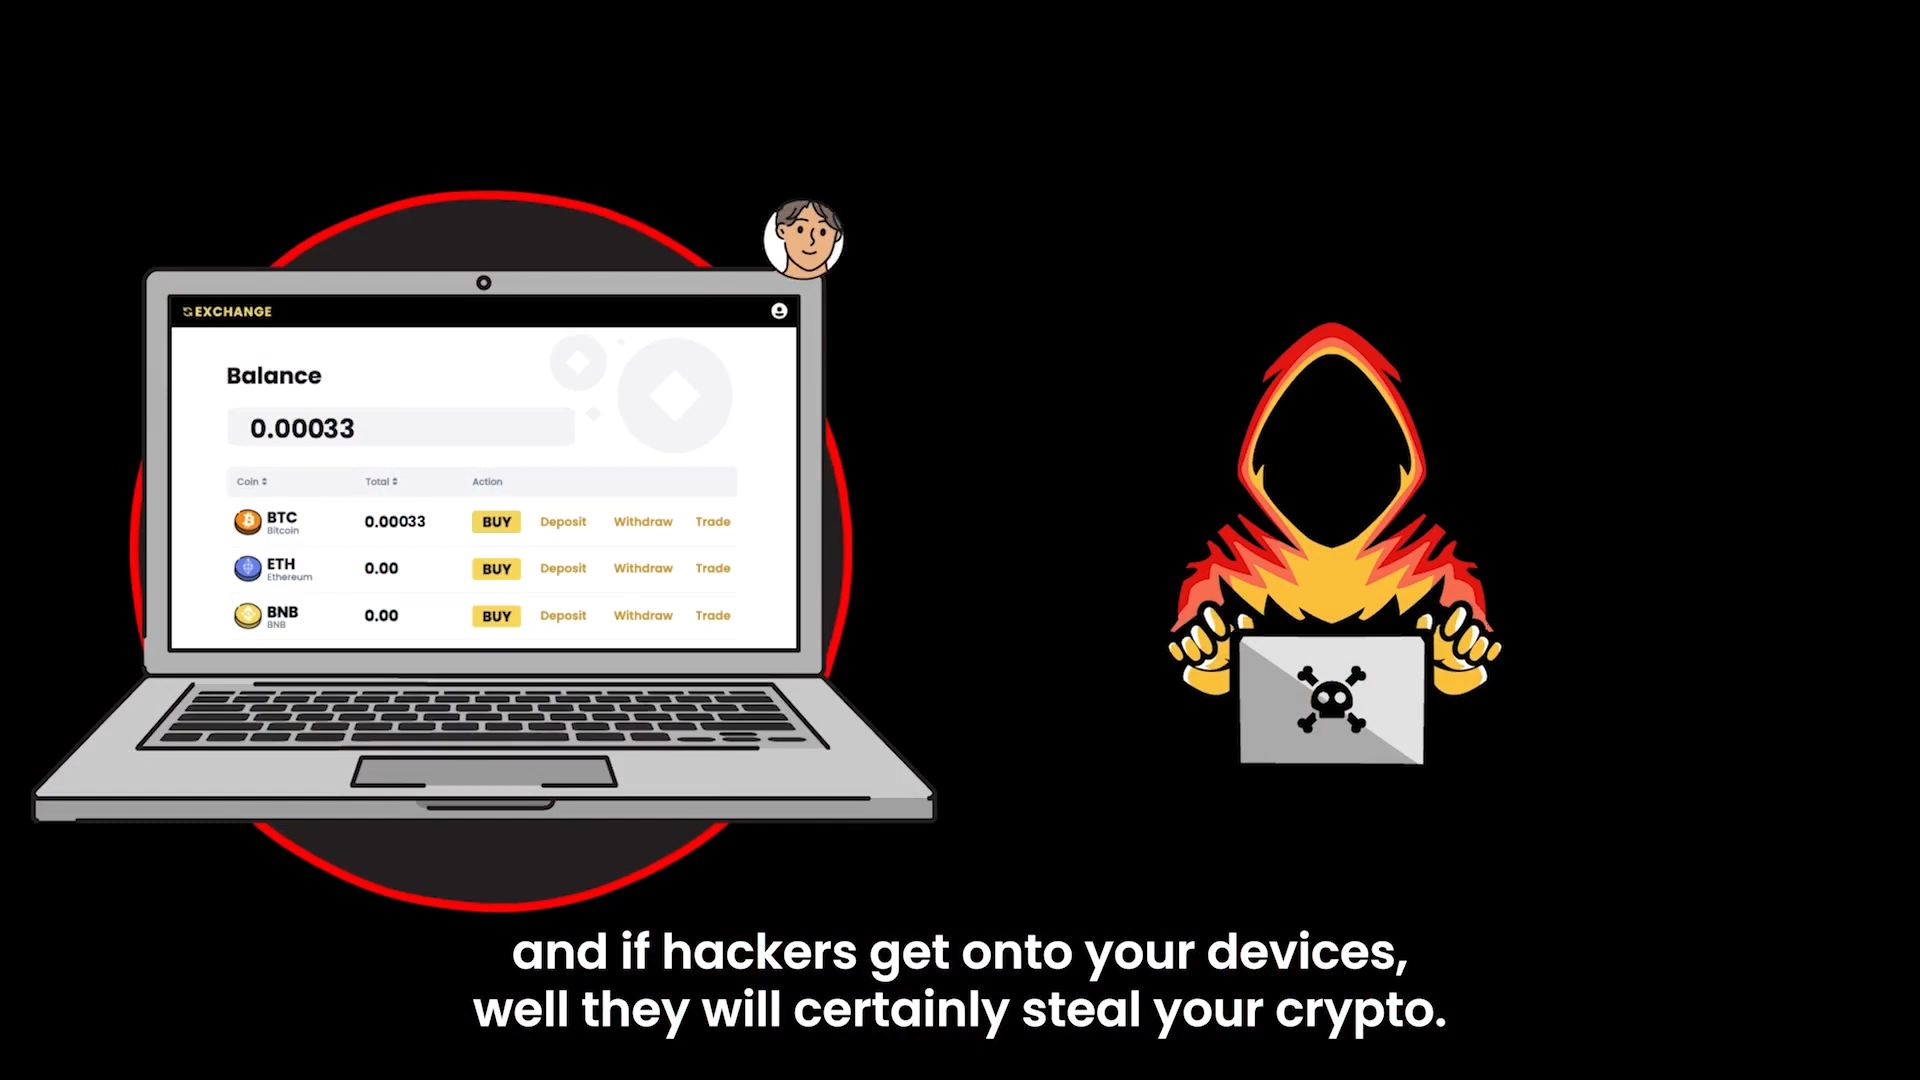 EXCHANGE
Balance
0.00033
Coin Total Action
BTC 0.00033 BUY Deposit Withdraw Trade
Bitcoin
ETH 0.00 BUY Deposit Withdraw Trade
Ethereum
BNB 0.00 BUY Deposit Withdraw Trade
BNB
and if hackers get onto your devices,
well they will certainly steal your crypto.